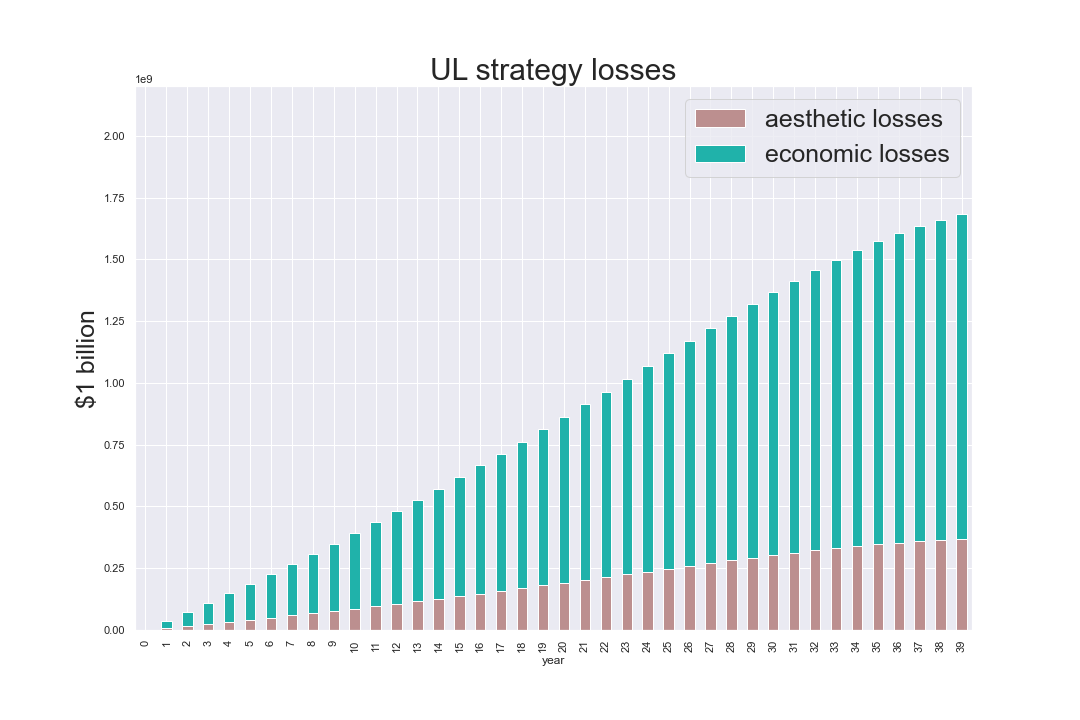 UL strategy losses
1e9
aesthetic losses
economic losses
2.00
1.75
1.50
1.25
1.00
0.75
0.50
0.25
0.00
$1 billion
0 1 2 3 4 5 6 7 8 9 10 11 12 13 14 15 16 17 18 19 20 21 22 23 24 25 26 27 28 29 30 31 32 33 34 35 36 37 38 39
year